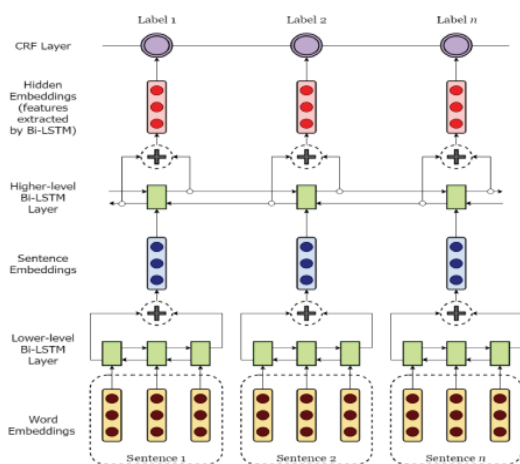 Label 1
Label 2
Label n
CRF Layer
Hidden
Embeddings
(features
extracted
by Bi-LSTM)
Higher-level
Bi-LSTM
Layer
Sentence
Embeddings
Lower-level
Bi-LSTM
Layer
Word
Embeddings
Sentence 1
Sentence 2
Sentence n